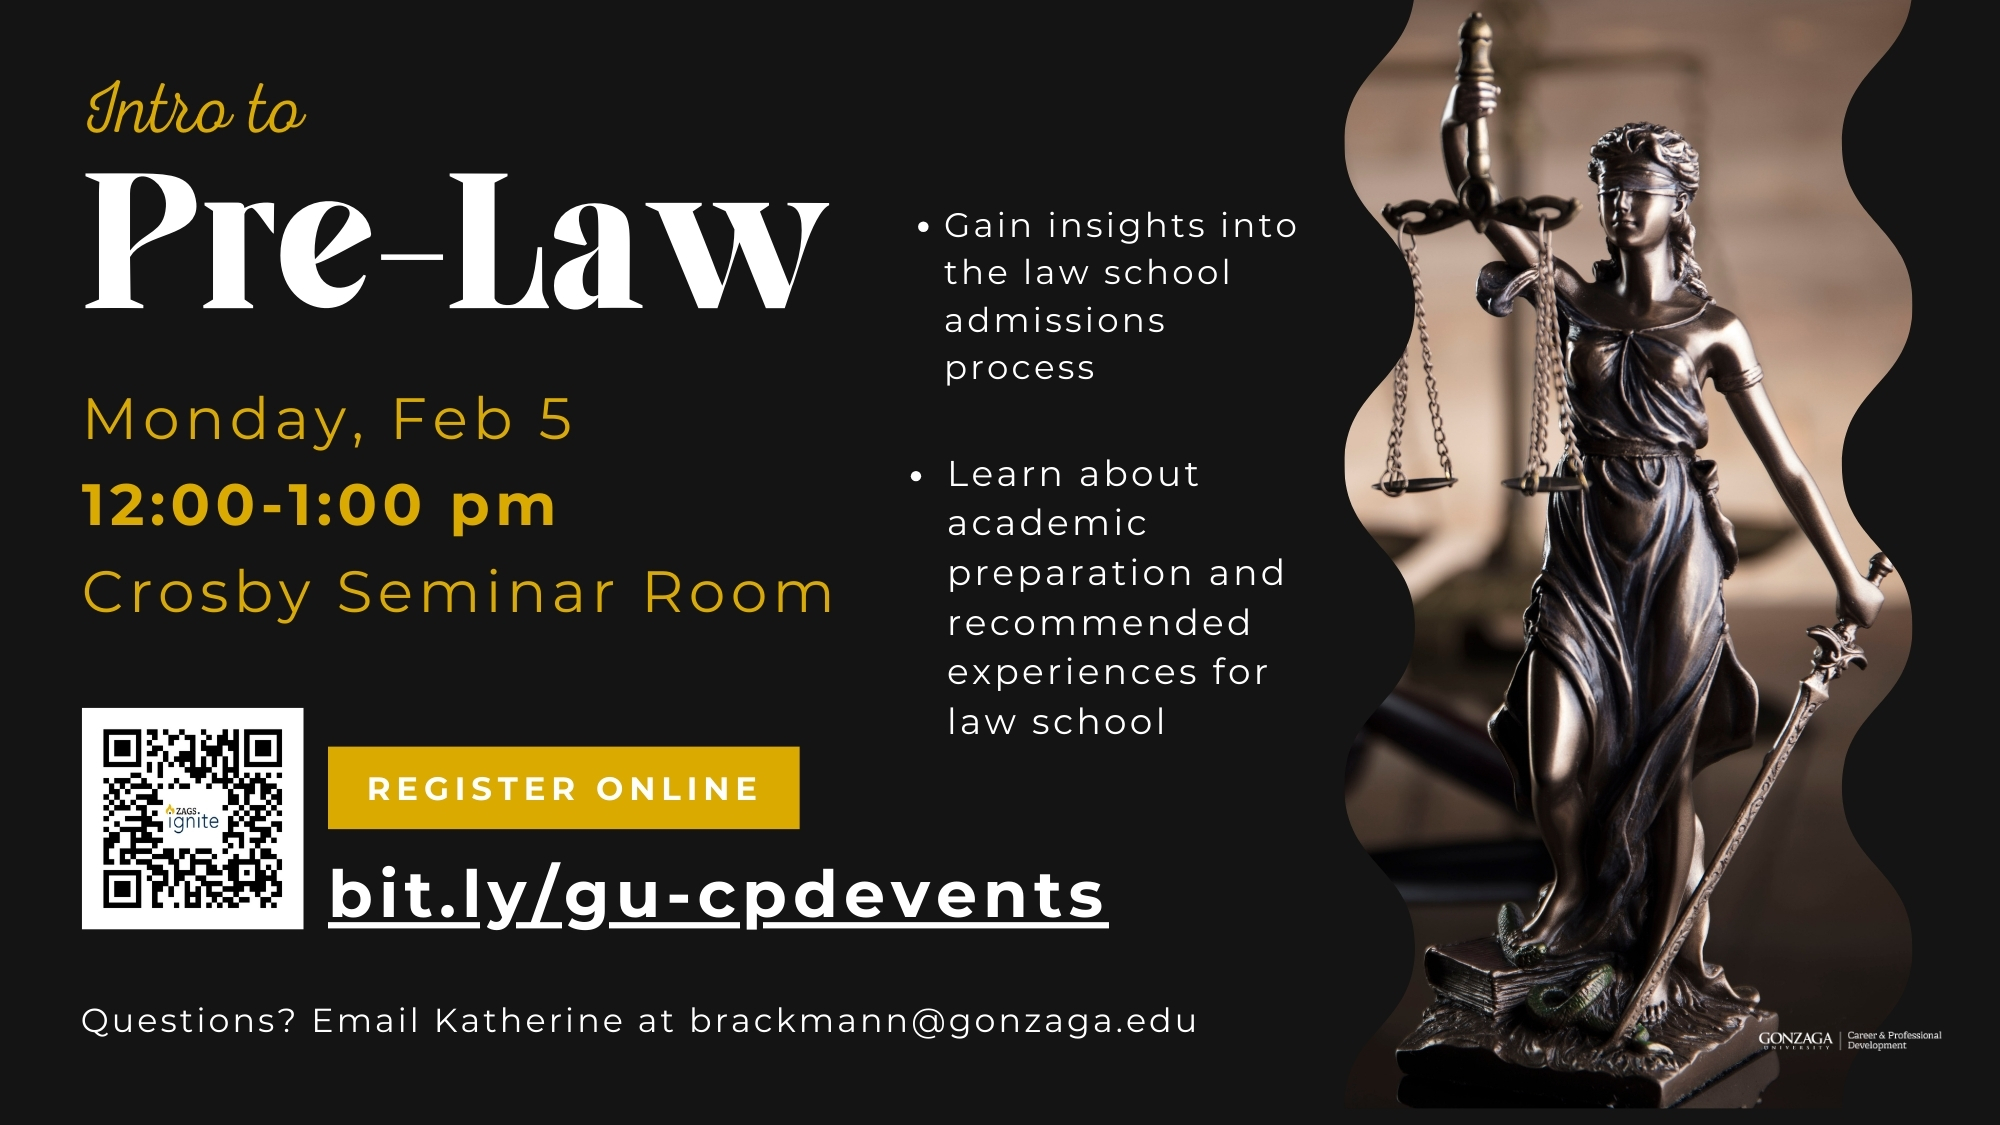 Intro to
Pre-Law
Monday, Feb 5
12:00-1:00 pm
Crosby Seminar Room
• Gain insights into
the law school
admissions
process
• Learn about
academic
preparation and
recommended
experiences for
law school
ZAGS
ignite
REGISTER ONLINE
bit.ly/gu-cpdevents
Questions? Email Katherine at brackmann@gonzaga.edu
GONZAGA
UNIVERSITY
Career & Professional
Development